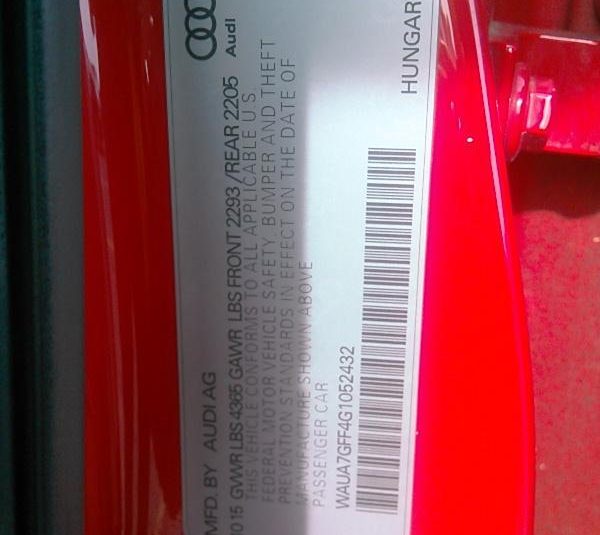 Audi
MFD. BY AUDI AG
1015 GVWR LBS 4365 GAWR LBS FRONT 2293 /REAR 2205
THIS VEHICLE CONFORMS TO ALL APPLICABLE U S
FEDERAL MOTOR VEHICLE SAFETY, BUMPER AND THEFT
PREVENTION STANDARDS IN EFFECT ON THE DATE OF
MANUFACTURE SHOWN ABOVE
PASSENGER CAR
WAUA7GFF4G1052432
HUNGAR